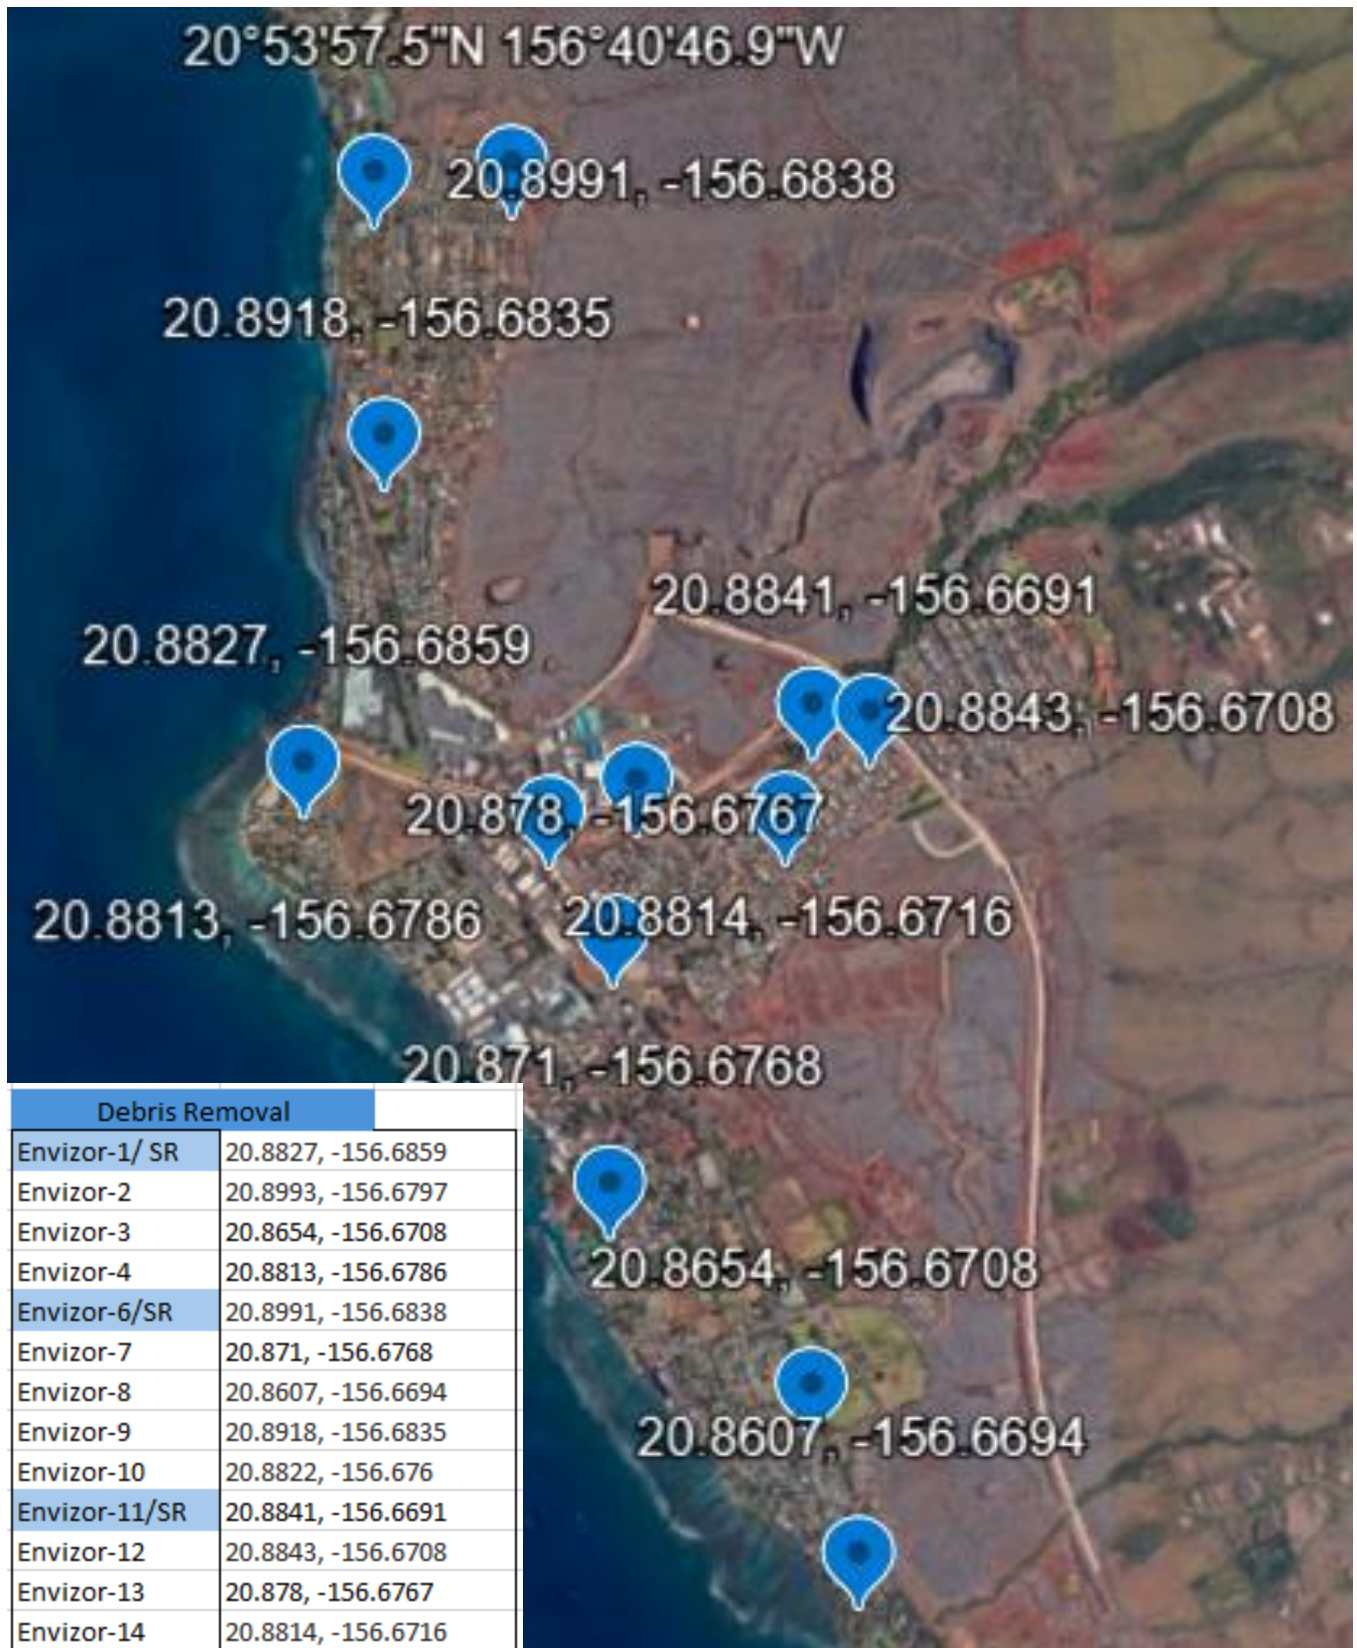 20°53'57.5"N 156°40'46.9"W
20.8991, -156.6838
20.8918, -156.6835
20.8841, -156.6691
20.8827, -156.6859
20.8843, -156.6708
20.878, -156.6767
20.8813, -156.6786
20.8814, -156.6716
20.871, -156.6768
20.8654, -156.6708
20.8607, -156.6694
Debris Removal
Envizor-1/ SR 20.8827, -156.6859
Envizor-2 20.8993, -156.6797
Envizor-3 20.8654, -156.6708
Envizor-4 20.8813, -156.6786
Envizor-6/SR 20.8991, -156.6838
Envizor-7 20.871, -156.6768
Envizor-8 20.8607, -156.6694
Envizor-9 20.8918, -156.6835
Envizor-10 20.8822, -156.676
Envizor-11/SR 20.8841, -156.6691
Envizor-12 20.8843, -156.6708
Envizor-13 20.878, -156.6767
Envizor-14 20.8814, -156.6716